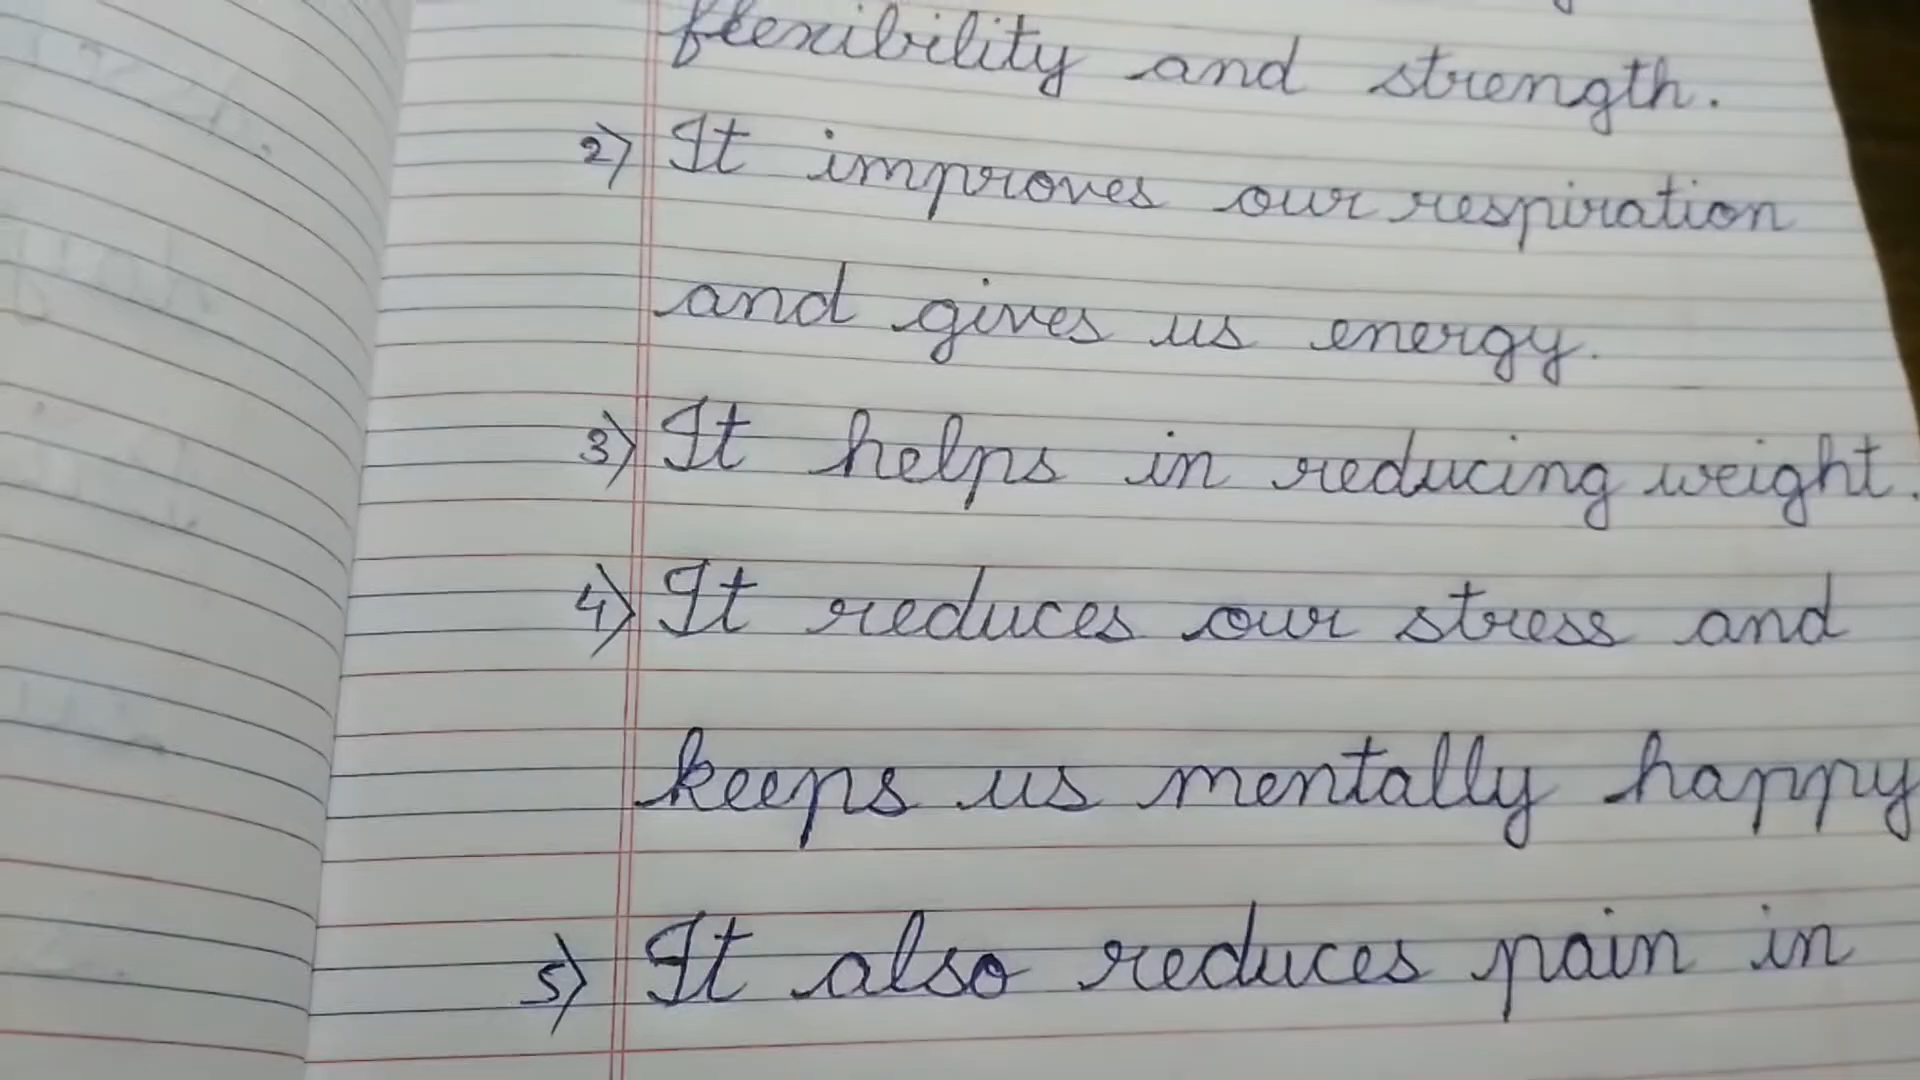 flexibility and strength.
2) It improves our respiration
and gives us energy.
3) It helps in reducing weight.
4) It reduces our stress and
keeps us mentally happy
5) It also reduces pain in